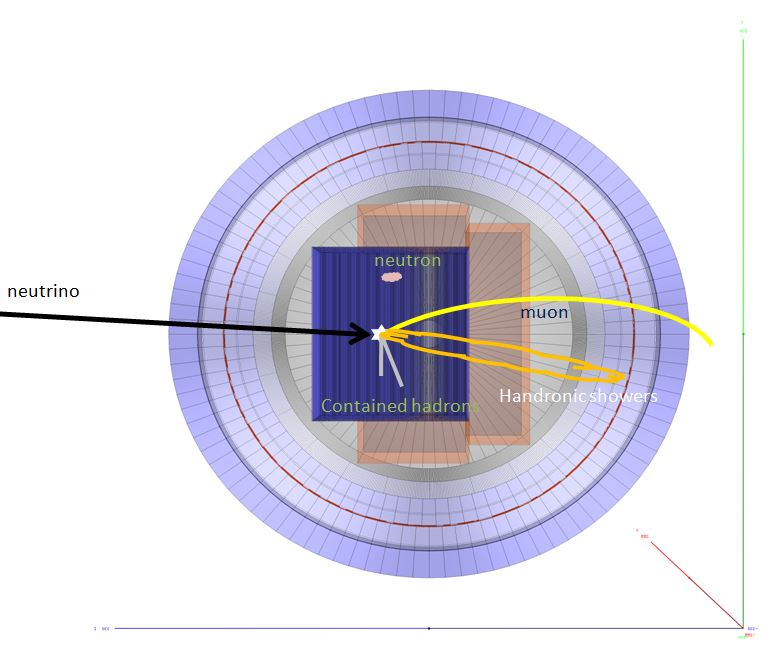 neutron
neutrino
muon
Handronic showers
Contained hadrons